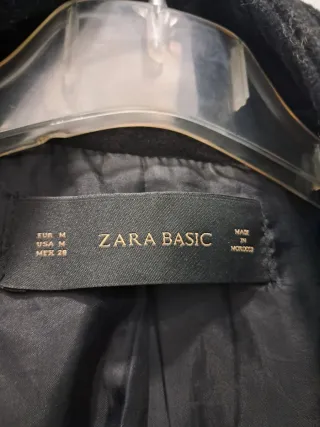 EUR M
USA M
MEX 28
ZARA BASIC
MADE
IN
MOROCCO